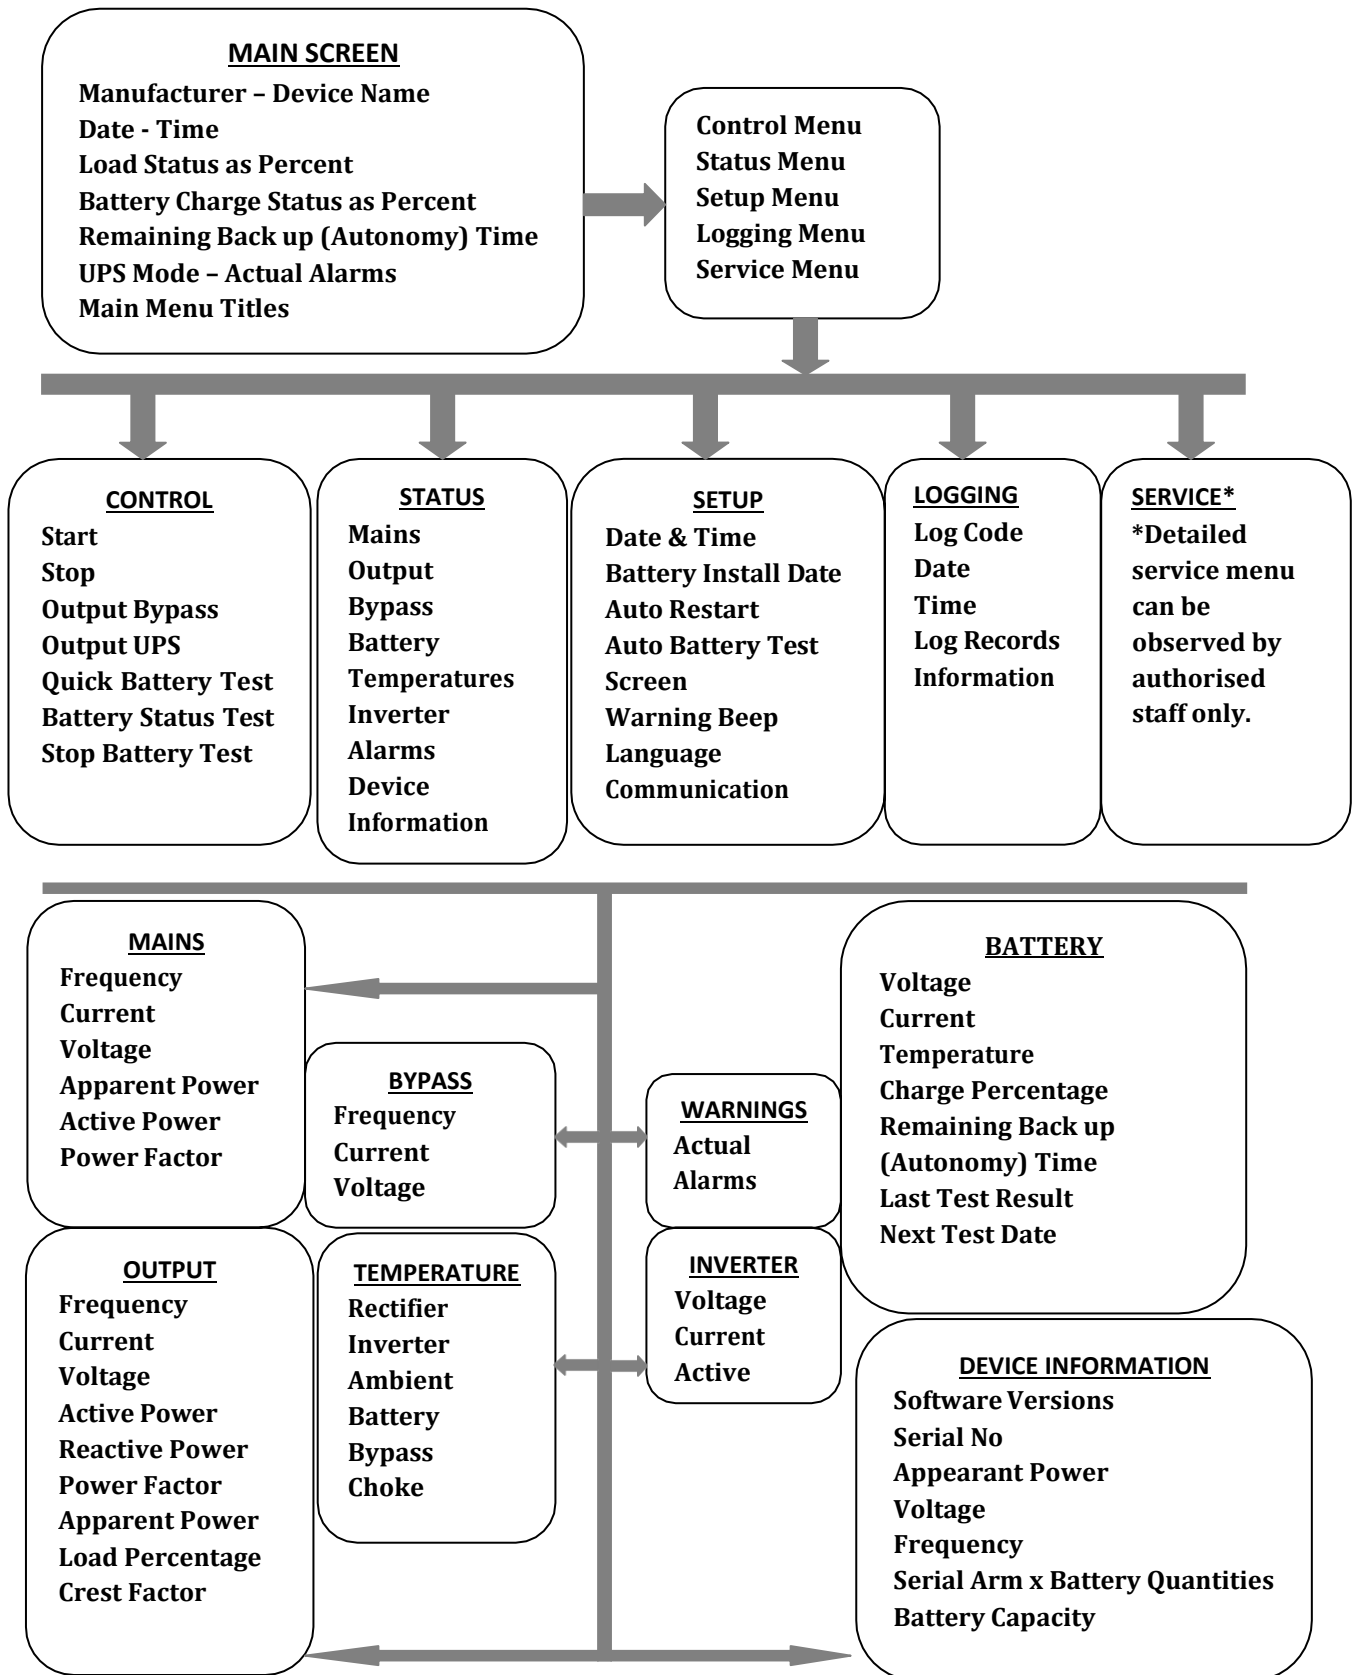 MAIN SCREEN
Manufacturer – Device Name
Date - Time
Load Status as Percent
Battery Charge Status as Percent
Remaining Back up (Autonomy) Time
UPS Mode – Actual Alarms
Main Menu Titles
Control Menu
Status Menu
Setup Menu
Logging Menu
Service Menu
CONTROL
Start
Stop
Output Bypass
Output UPS
Quick Battery Test
Battery Status Test
Stop Battery Test
STATUS
Mains
Output
Bypass
Battery
Temperatures
Inverter
Alarms
Device
Information
SETUP
Date & Time
Battery Install Date
Auto Restart
Auto Battery Test
Screen
Warning Beep
Language
Communication
LOGGING
Log Code
Date
Time
Log Records
Information
SERVICE*
*Detailed
service menu
can be
observed by
authorised
staff only.
MAINS
Frequency
Current
Voltage
Apparent Power
Active Power
Power Factor
BYPASS
Frequency
Current
Voltage
WARNINGS
Actual
Alarms
BATTERY
Voltage
Current
Temperature
Charge Percentage
Remaining Back up
(Autonomy) Time
Last Test Result
Next Test Date
OUTPUT
Frequency
Current
Voltage
Active Power
Reactive Power
Power Factor
Apparent Power
Load Percentage
Crest Factor
TEMPERATURE
Rectifier
Inverter
Ambient
Battery
Bypass
Choke
INVERTER
Voltage
Current
Active
DEVICE INFORMATION
Software Versions
Serial No
Appearant Power
Voltage
Frequency
Serial Arm x Battery Quantities
Battery Capacity